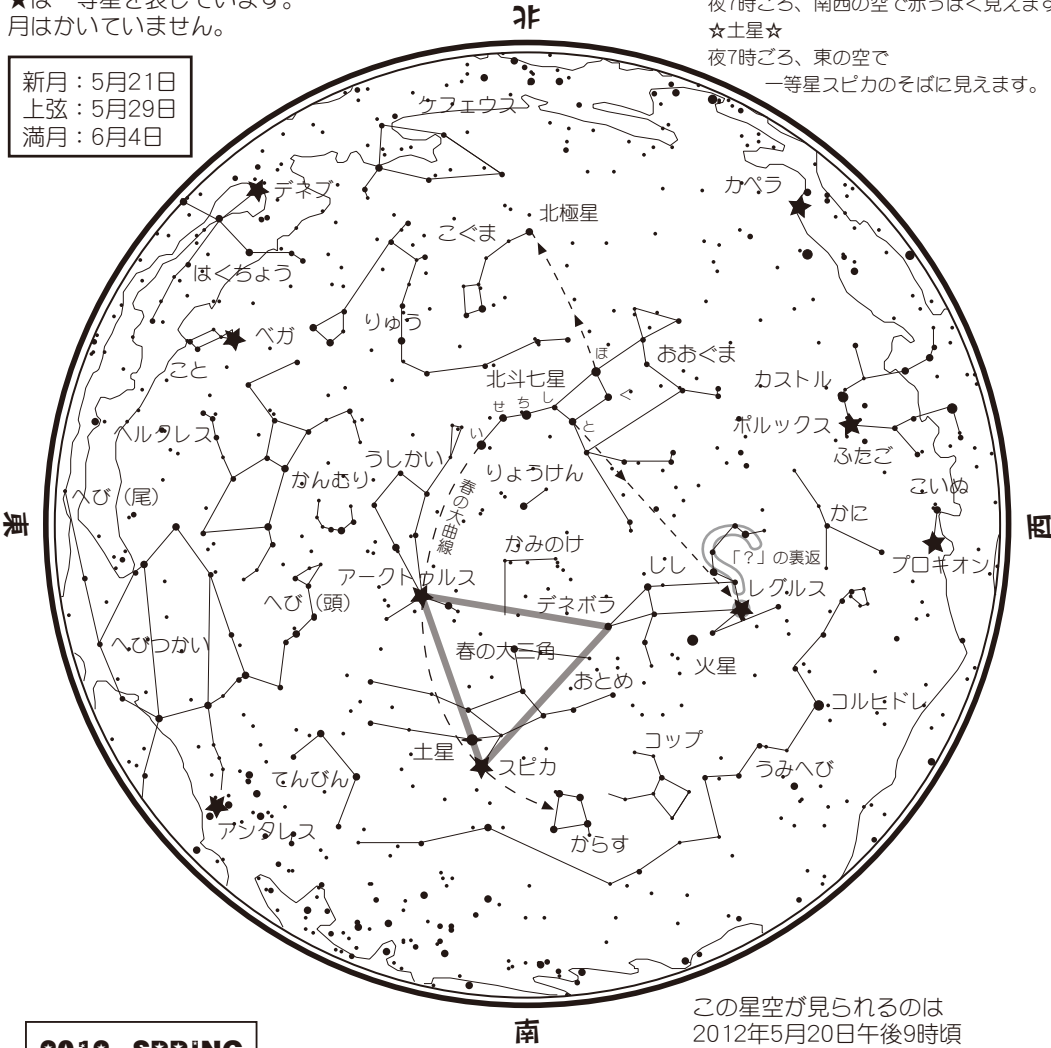 ★は一等星を表しています。
月はかいていません。
新月：5月21日
上弦：5月29日
満月：6月4日
夜7時ごろ、南西の空で赤っぽく見えます
☆土星☆
夜7時ごろ、東の空で
一等星スピカのそばに見えます。
北
ケフェウス
デネブ
カペラ
北極星
こぐま
はくちょう
りゅう
ベガ
こと
おおぐま
ほ
ぐ
北斗七星
せ
ち
し
と
い
カストル
ポルックス
ふたご
ヘルクレス
うしかい
かんむり
りょうけん
春の大曲線
こいぬ
かに
へび（尾）
東
西
かみのけ
「？」の裏返
プロキオン
アークトゥルス
しし
レグルス
へび（頭）
デネボラ
へびつかい
春の大三角
火星
おとめ
コルヒドレ
土星
スピカ
コップ
うみへび
てんびん
アンタレス
からす
南
この星空が見られるのは
2012年5月20日午後9時頃
2012 SPRING